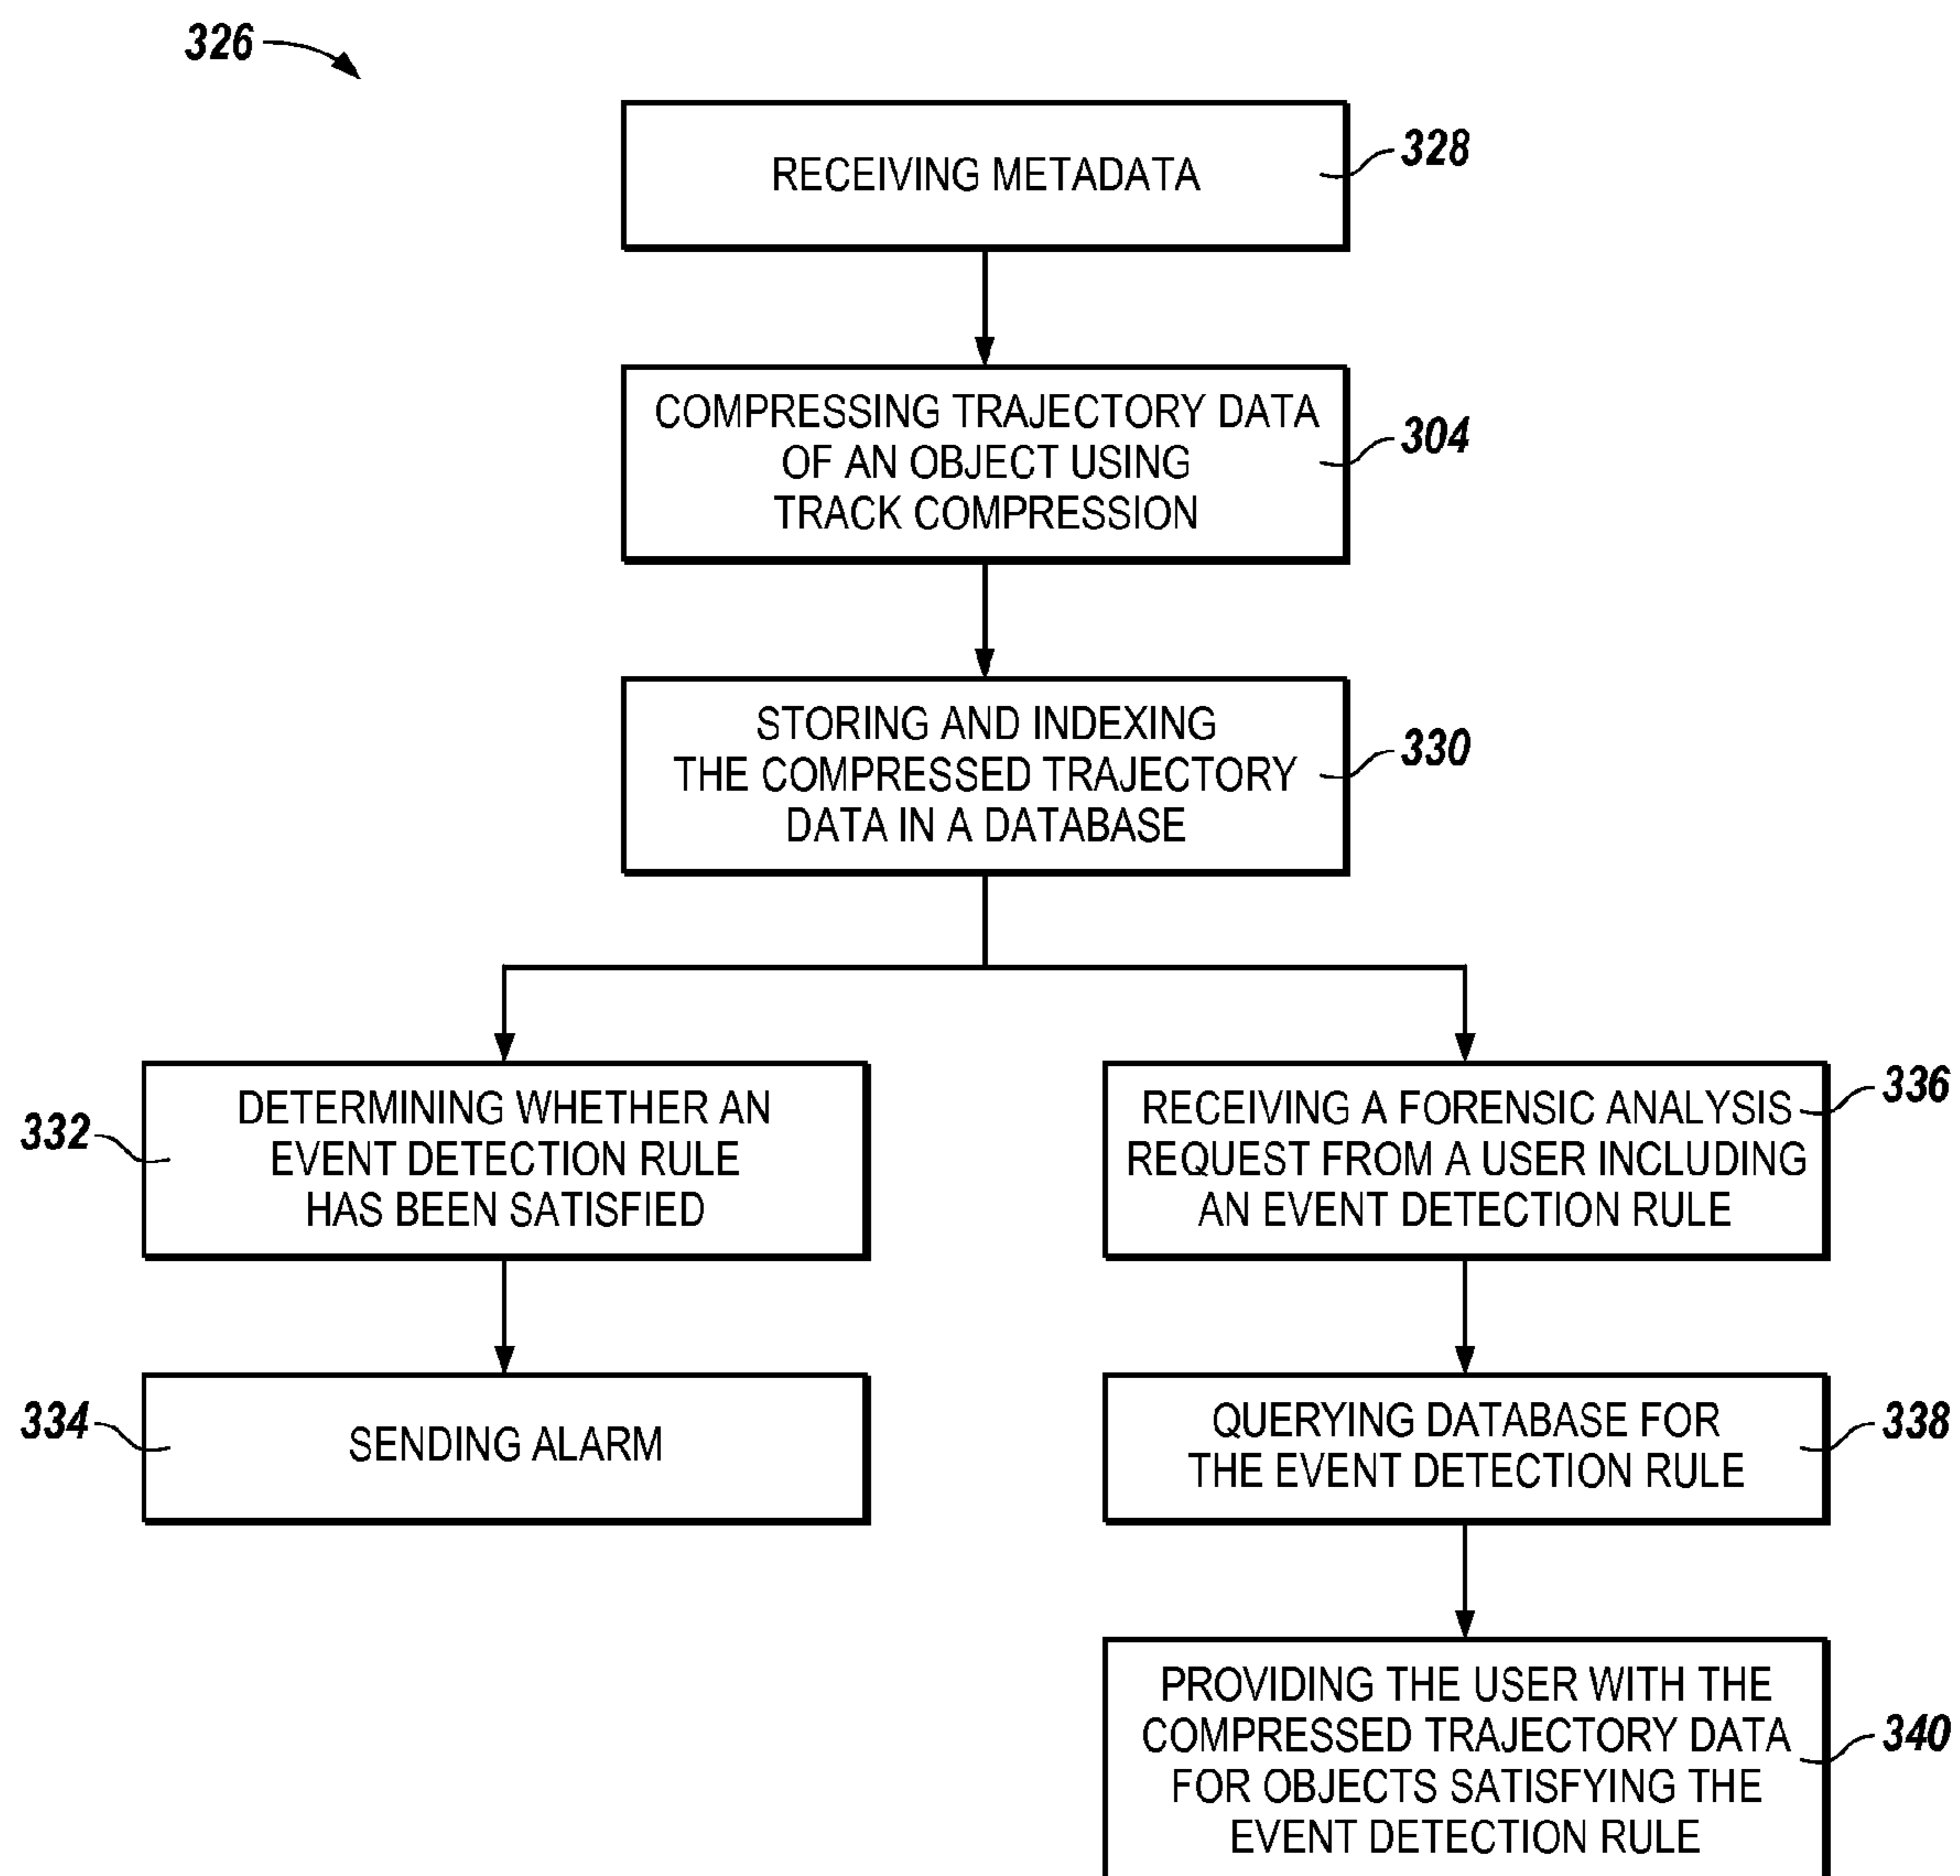 326
RECEIVING METADATA
328
COMPRESSING TRAJECTORY DATA
OF AN OBJECT USING
TRACK COMPRESSION
304
STORING AND INDEXING
THE COMPRESSED TRAJECTORY
DATA IN A DATABASE
330
332
DETERMINING WHETHER AN
EVENT DETECTION RULE
HAS BEEN SATISFIED
334
SENDING ALARM
RECEIVING A FORENSIC ANALYSIS
REQUEST FROM A USER INCLUDING
AN EVENT DETECTION RULE
336
QUERYING DATABASE FOR
THE EVENT DETECTION RULE
338
PROVIDING THE USER WITH THE
COMPRESSED TRAJECTORY DATA
FOR OBJECTS SATISFYING THE
EVENT DETECTION RULE
340